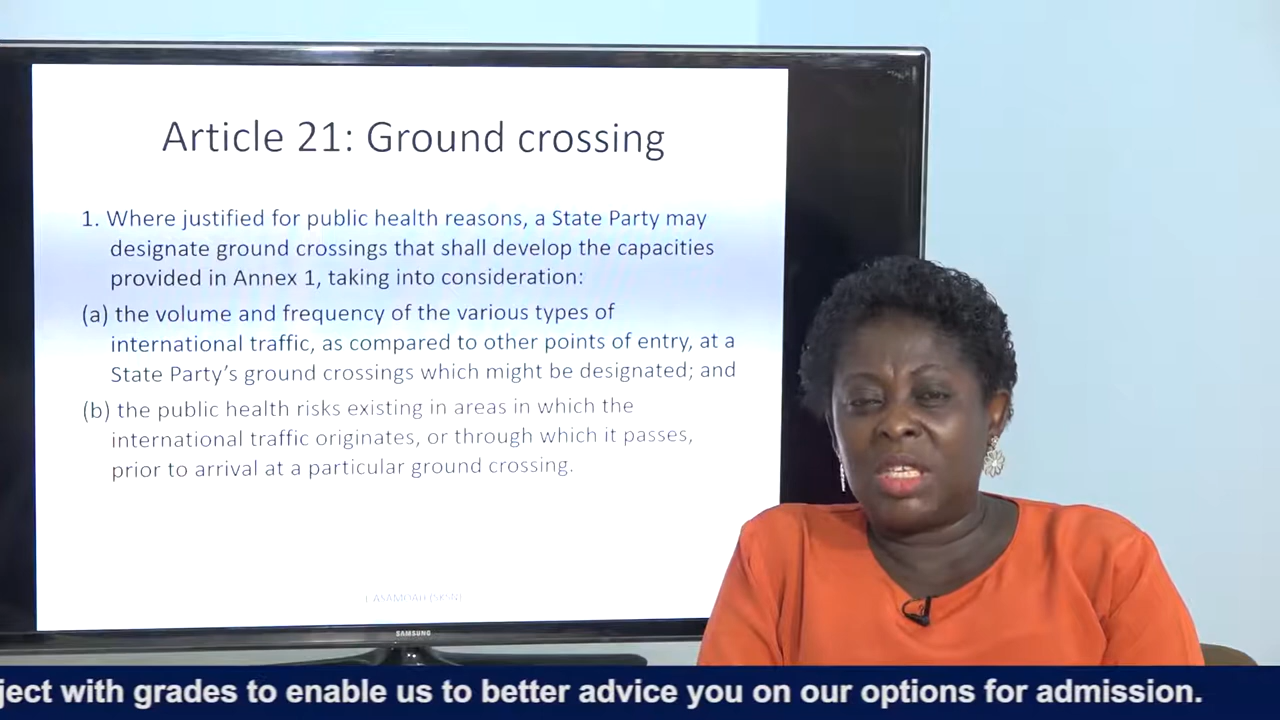 Article 21: Ground crossing
1. Where justified for public health reasons, a State Party may
designate ground crossings that shall develop the capacities
provided in Annex 1, taking into consideration:
(a) the volume and frequency of the various types of
international traffic, as compared to other points of entry, at a
State Party’s ground crossings which might be designated; and
(b) the public health risks existing in areas in which the
international traffic originates, or through which it passes,
prior to arrival at a particular ground crossing.
ASAMOAH (SKSN)
SAMSUNG
ject with grades to enable us to better advice you on our options for admission.